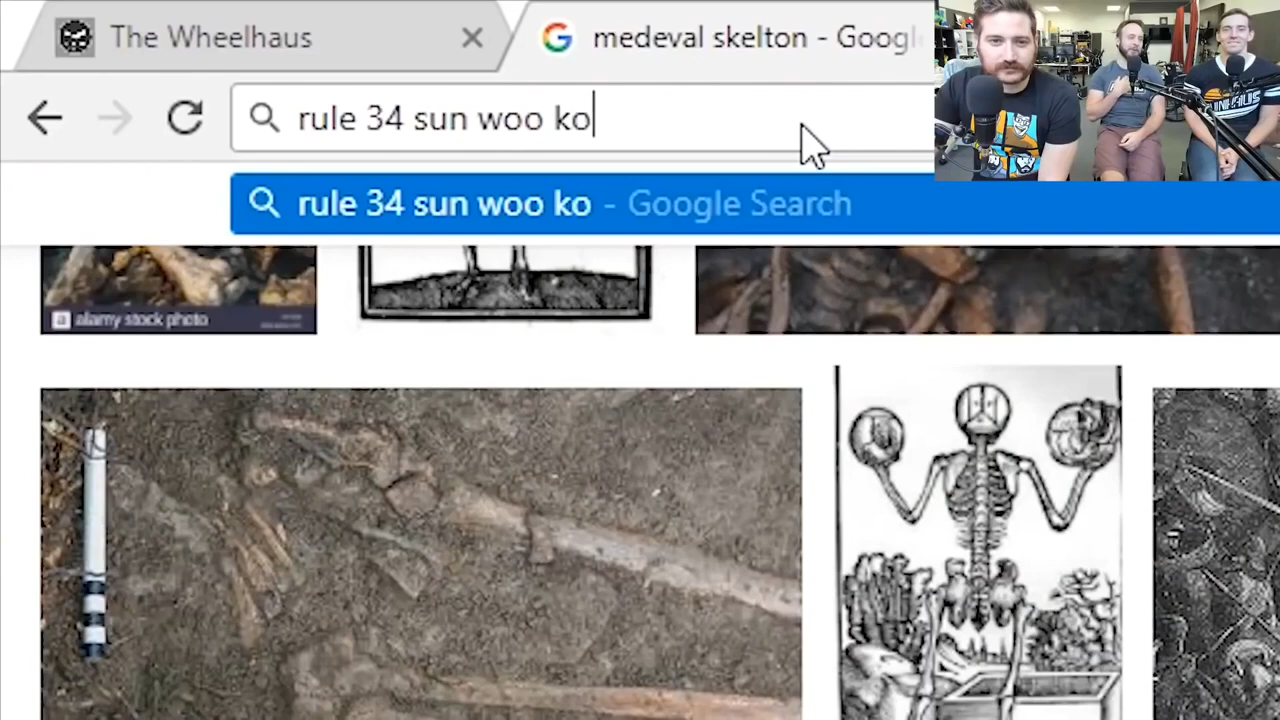 The Wheelhaus
medeval skelton - Googl
rule 34 sun woo ko
rule 34 sun woo ko - Google Search
a alamy stock photo